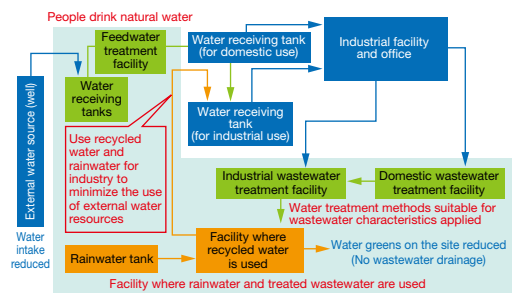 People drink natural water
Feedwater
treatment
facility
Water receiving tank
(for domestic use)
Industrial facility
and office
External water source (well)
Water
receiving
tanks
Water receiving
tank
(for industrial use)
Use recycled
water and
rainwater for
industry to
minimize the use
of external water
resources
Industrial wastewater
treatment facility
Domestic wastewater
treatment facility
Water treatment methods suitable for
wastewater characteristics applied
Water
intake
reduced
Rainwater tank
Facility where
recycled water
is used
Water greens on the site reduced
(No wastewater drainage)
Facility where rainwater and treated wastewater are used